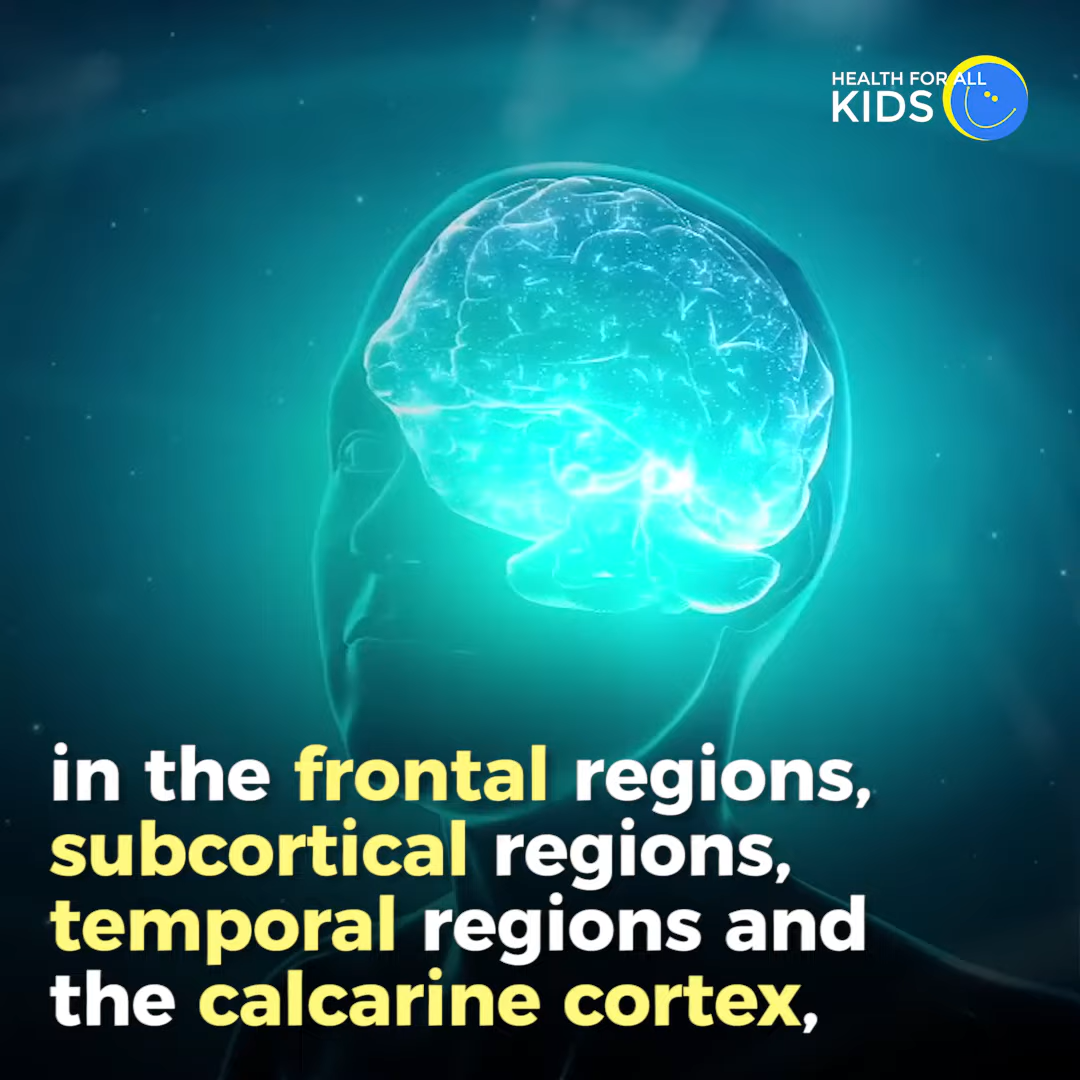 HEALTH FOR ALL
KIDS
in the frontal regions,
subcortical regions,
temporal regions and
the calcarine cortex,